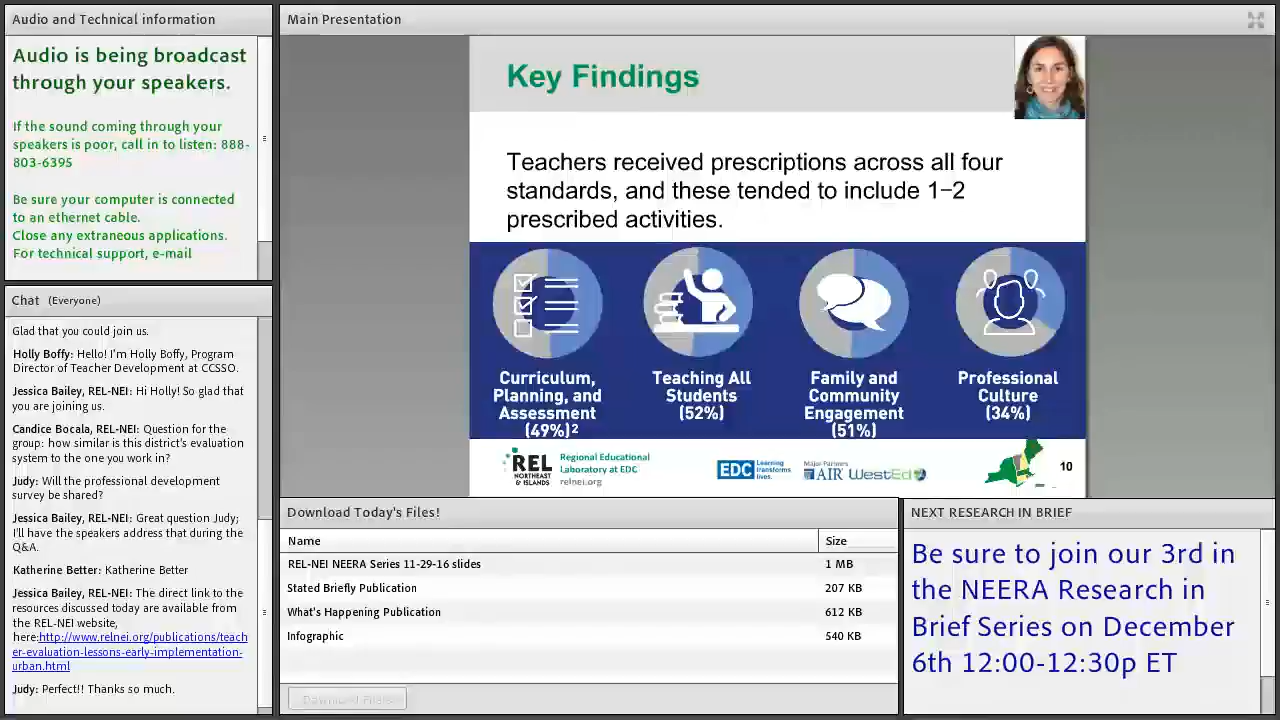 Audio and Technical information
Audio is being broadcast
through your speakers.
If the sound coming through your
speakers is poor, call in to listen: 888-
803-6395
Be sure your computer is connected
to an ethernet cable.
Close any extraneous applications.
For technical support, e-mail
Chat (Everyone)
Glad that you could join us.
Holly Boffy: Hello! I'm Holly Boffy, Program
Director of Teacher Development at CCSSO.
Jessica Bailey, REL-NEI: Hi Holly! So glad that
you are joining us.
Candice Bocala, REL-NEI: Question for the
group: how similar is this district's evaluation
system to the one you work in?
Judy: Will the professional development
survey be shared?
Jessica Bailey, REL-NEI: Great question Judy;
I'll have the speakers address that during the
Q&A.
Katherine Better: Katherine Better
Jessica Bailey, REL-NEI: The direct link to the
resources discussed today are available from
the REL-NEI website,
here:http://www.relnei.org/publications/teach
er-evaluation-lessons-early-implementation-
urban.html
Judy: Perfect!! Thanks so much.
Main Presentation
Key Findings
Teachers received prescriptions across all four
standards, and these tended to include 1–2
prescribed activities.
Curriculum,
Planning, and
Assessment
(49%)2
Teaching All
Students
(52%)
Family and
Community
Engagement
(51%)
Professional
Culture
(34%)
REL
NORTHEAST
& ISLANDS
Regional Educational
Laboratory at EDC
relnei.org
EDC Learning
transforms
lives.
Major Partners
AIR WestEd
10
Download Today's Files!
Name Size
REL-NEI NEERA Series 11-29-16 slides 1 MB
Stated Briefly Publication 207 KB
What's Happening Publication 612 KB
Infographic 540 KB
Download File(s)
NEXT RESEARCH IN BRIEF
Be sure to join our 3rd in
the NEERA Research in
Brief Series on December
6th 12:00-12:30p ET